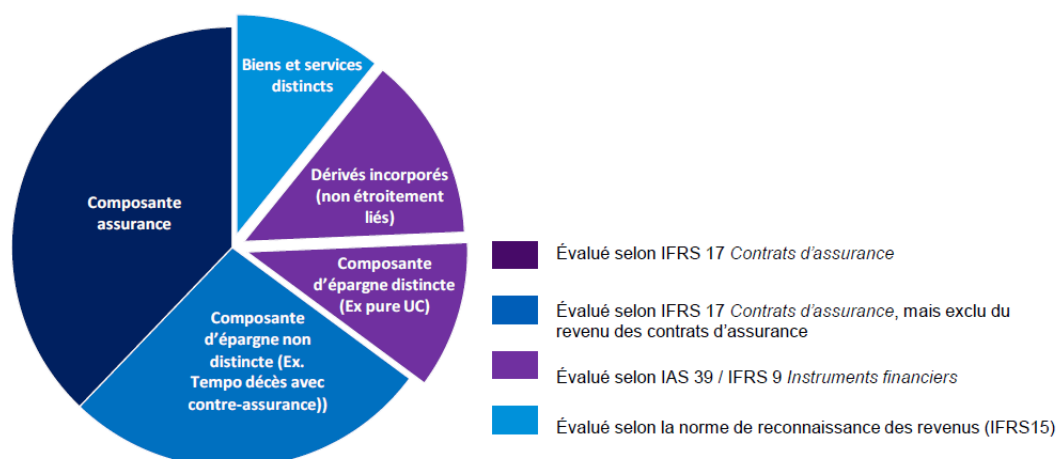 Biens et services
distincts
Dérivés incorporés
(non étroitement
liés)
Composante
assurance
Composante
d'épargne distincte
(Ex pure UC)
Composante
d'épargne non
distincte (Ex.
Tempo décès avec
contre-assurance))
Évalué selon IFRS 17 Contrats d'assurance
Évalué selon IFRS 17 Contrats d'assurance, mais exclu du
revenu des contrats d'assurance
Évalué selon IAS 39 / IFRS 9 Instruments financiers
Évalué selon la norme de reconnaissance des revenus (IFRS15)